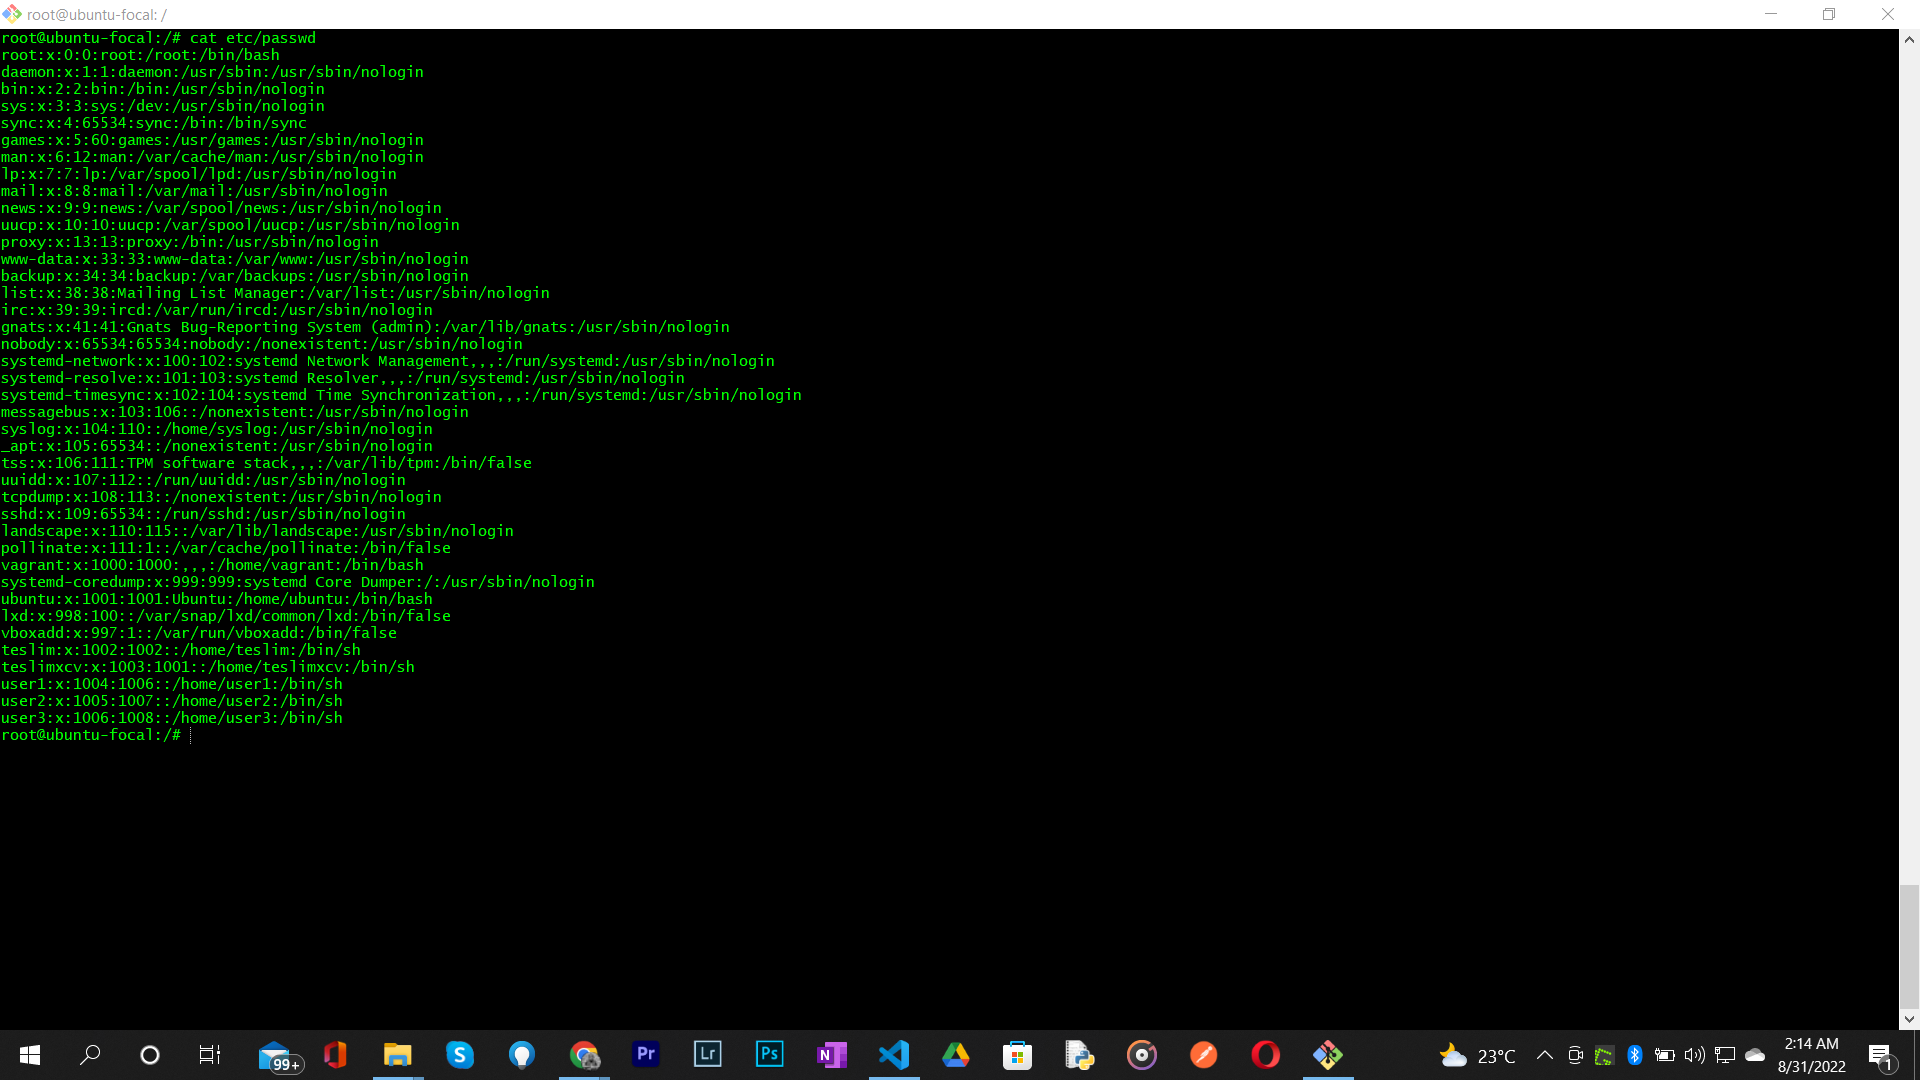 root@ubuntu-focal: /
root@ubuntu-focal:/# cat etc/passwd
root:x:0:0:root:/root:/bin/bash
daemon:x:1:1:daemon:/usr/sbin:/usr/sbin/nologin
bin:x:2:2:bin:/bin:/usr/sbin/nologin
sys:x:3:3:sys:/dev:/usr/sbin/nologin
sync:x:4:65534:sync:/bin:/bin/sync
games:x:5:60:games:/usr/games:/usr/sbin/nologin
man:x:6:12:man:/var/cache/man:/usr/sbin/nologin
lp:x:7:7:lp:/var/spool/lpd:/usr/sbin/nologin
mail:x:8:8:mail:/var/mail:/usr/sbin/nologin
news:x:9:9:news:/var/spool/news:/usr/sbin/nologin
uucp:x:10:10:uucp:/var/spool/uucp:/usr/sbin/nologin
proxy:x:13:13:proxy:/bin:/usr/sbin/nologin
www-data:x:33:33:www-data:/var/www:/usr/sbin/nologin
backup:x:34:34:backup:/var/backups:/usr/sbin/nologin
list:x:38:38:Mailing List Manager:/var/list:/usr/sbin/nologin
irc:x:39:39:ircd:/var/run/ircd:/usr/sbin/nologin
gnats:x:41:41:Gnats Bug-Reporting System (admin):/var/lib/gnats:/usr/sbin/nologin
nobody:x:65534:65534:nobody:/nonexistent:/usr/sbin/nologin
systemd-network:x:100:102:systemd Network Management,,,:/run/systemd:/usr/sbin/nologin
systemd-resolve:x:101:103:systemd Resolver,,,:/run/systemd:/usr/sbin/nologin
systemd-timesync:x:102:104:systemd Time Synchronization,,,:/run/systemd:/usr/sbin/nologin
messagebus:x:103:106::/nonexistent:/usr/sbin/nologin
syslog:x:104:110::/home/syslog:/usr/sbin/nologin
_apt:x:105:65534::/nonexistent:/usr/sbin/nologin
tss:x:106:111:TPM software stack,,,:/var/lib/tpm:/bin/false
uuidd:x:107:112::/run/uuidd:/usr/sbin/nologin
tcpdump:x:108:113::/nonexistent:/usr/sbin/nologin
sshd:x:109:65534::/run/sshd:/usr/sbin/nologin
landscape:x:110:115::/var/lib/landscape:/usr/sbin/nologin
pollinate:x:111:1::/var/cache/pollinate:/bin/false
vagrant:x:1000:1000:,,,:/home/vagrant:/bin/bash
systemd-coredump:x:999:999:systemd Core Dumper:/:/usr/sbin/nologin
ubuntu:x:1001:1001:Ubuntu:/home/ubuntu:/bin/bash
lxd:x:998:100::/var/snap/lxd/common/lxd:/bin/false
vboxadd:x:997:1::/var/run/vboxadd:/bin/false
teslim:x:1002:1002::/home/teslim:/bin/sh
teslimxcv:x:1003:1001::/home/teslimxcv:/bin/sh
user1:x:1004:1006::/home/user1:/bin/sh
user2:x:1005:1007::/home/user2:/bin/sh
user3:x:1006:1008::/home/user3:/bin/sh
root@ubuntu-focal:/#
99+
S
Pr
Lr
Ps
N
23°C
2:14 AM
8/31/2022
1